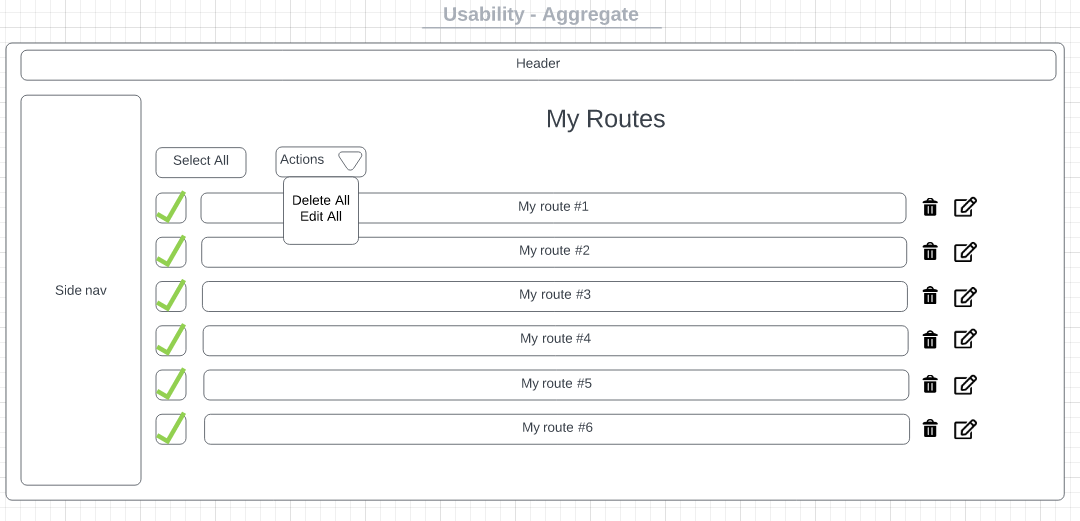 Usability - Aggregate
Header
My Routes
Select All
Actions
Delete All
Edit All
My route #1
My route #2
Side nav
My route #3
My route #4
My route #5
My route #6